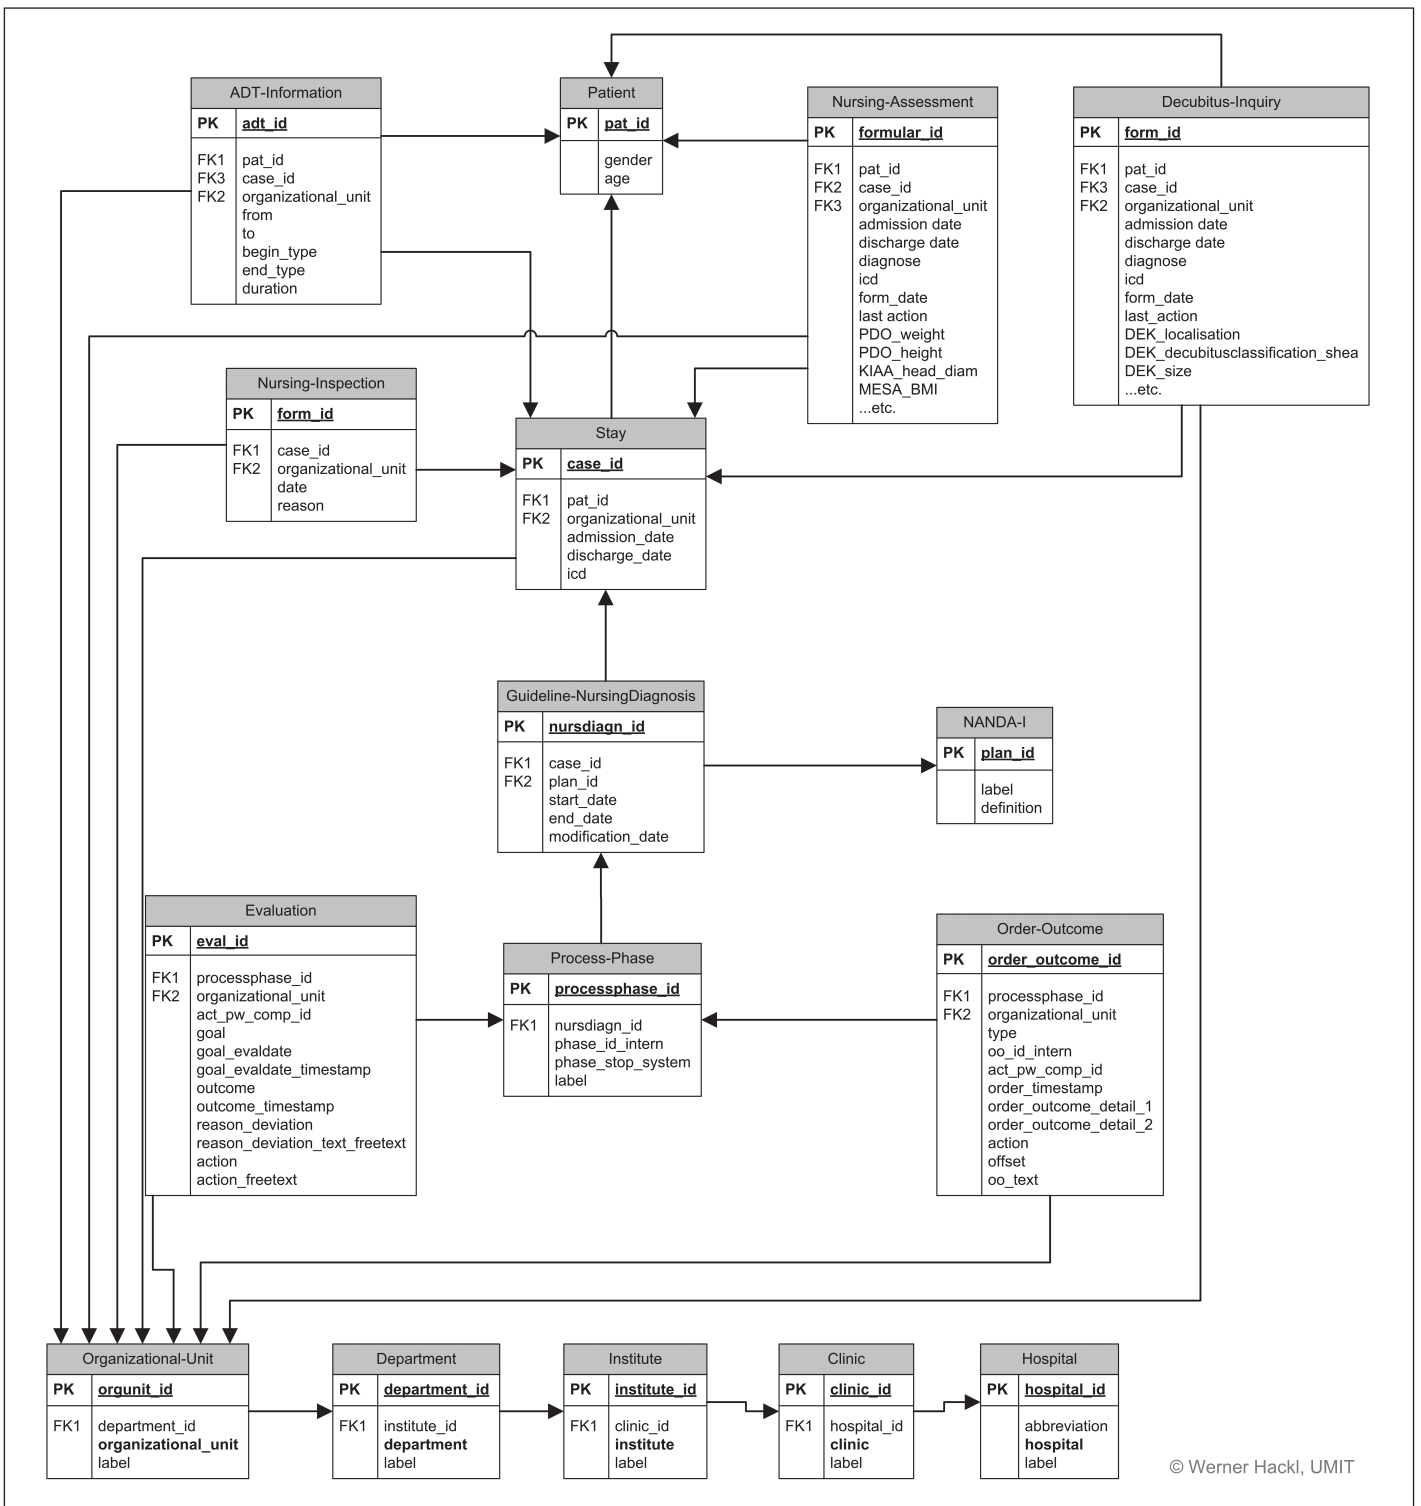 ADT-Information
PK adt_id
FK1 pat_id
FK3 case_id
FK2 organizational_unit
from
to
begin_type
end_type
duration
Patient
PK pat_id
gender
age
Nursing-Assessment
PK formular_id
FK1 pat_id
FK2 case_id
FK3 organizational_unit
admission date
discharge date
diagnose
icd
form_date
last action
PDO_weight
PDO_height
KIAA_head_diam
MESA_BMI
...etc.
Decubitus-Inquiry
PK form_id
FK1 pat_id
FK3 case_id
FK2 organizational_unit
admission date
discharge date
diagnose
icd
form_date
last_action
DEK_localisation
DEK_decubitusclassification_shea
DEK_size
...etc.
Nursing-Inspection
PK form_id
FK1 case_id
FK2 organizational_unit
date
reason
Stay
PK case_id
FK1 pat_id
FK2 organizational_unit
admission_date
discharge_date
icd
Guideline-NursingDiagnosis
PK nursdiagn_id
FK1 case_id
FK2 plan_id
start_date
end_date
modification_date
NANDA-I
PK plan_id
label
definition
Evaluation
PK eval_id
FK1 processphase_id
FK2 organizational_unit
act_pw_comp_id
goal
goal_evaldate
goal_evaldate_timestamp
outcome
outcome_timestamp
reason_deviation
reason_deviation_text_freetext
action
action_freetext
Process-Phase
PK processphase_id
FK1 nursdiagn_id
phase_id_intern
phase_stop_system
label
Order-Outcome
PK order_outcome_id
FK1 processphase_id
FK2 organizational_unit
type
oo_id_intern
act_pw_comp_id
order_timestamp
order_outcome_detail_1
order_outcome_detail_2
action
offset
oo_text
Organizational-Unit
PK orgunit_id
FK1 department_id
organizational_unit
label
Department
PK department_id
FK1 institute_id
department
label
Institute
PK institute_id
FK1 clinic_id
institute
label
Clinic
PK clinic_id
FK1 hospital_id
clinic
label
Hospital
PK hospital_id
abbreviation
hospital
label
© Werner Hackl, UMIT